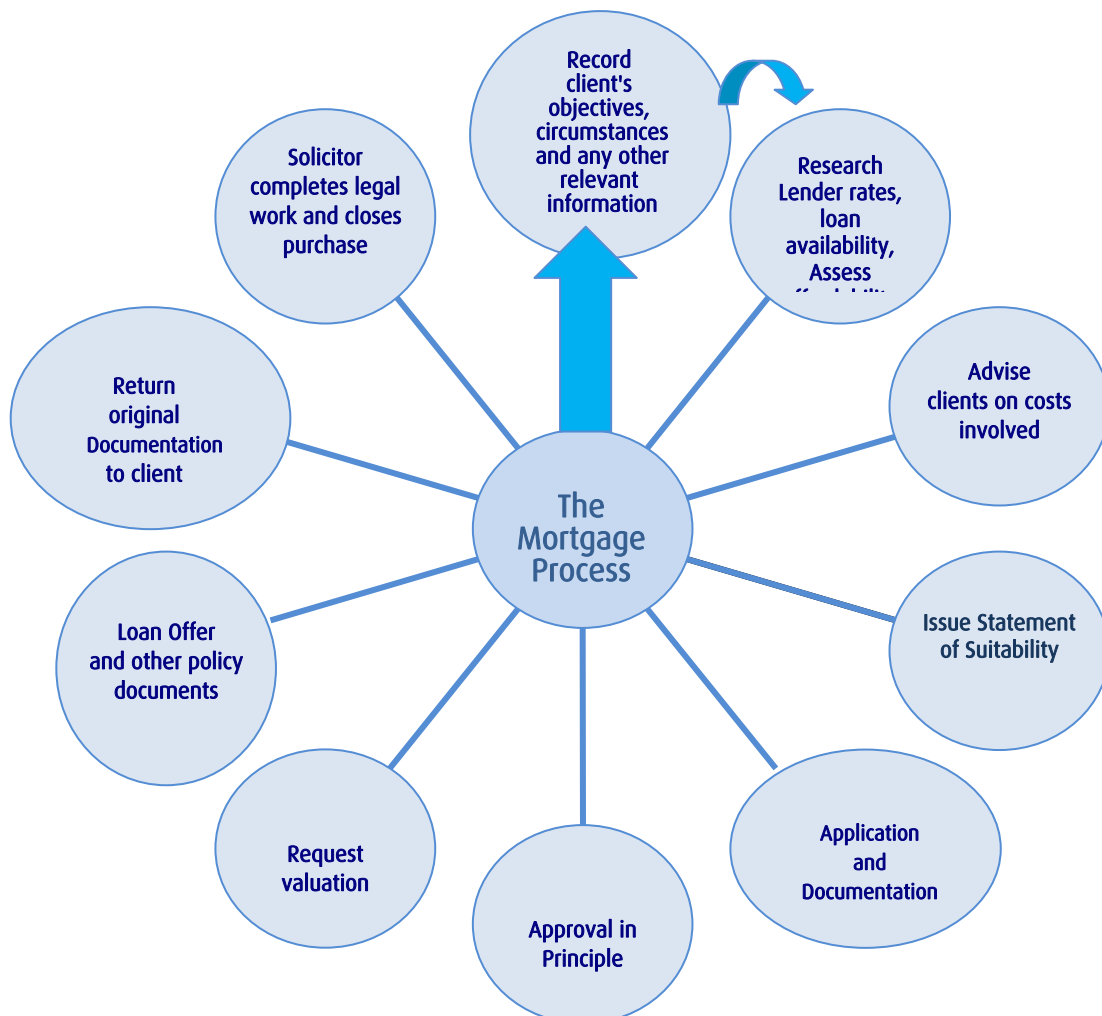 Record
client's
objectives,
circumstances
and any other
relevant
information
Research
Lender rates,
loan
availability,
Assess
Advise
clients on costs
involved
Issue Statement
of Suitability
Application
and
Documentation
Approval in
Principle
Request
valuation
Loan Offer
and other policy
documents
Return
original
Documentation
to client
Solicitor
completes legal
work and closes
purchase
The
Mortgage
Process